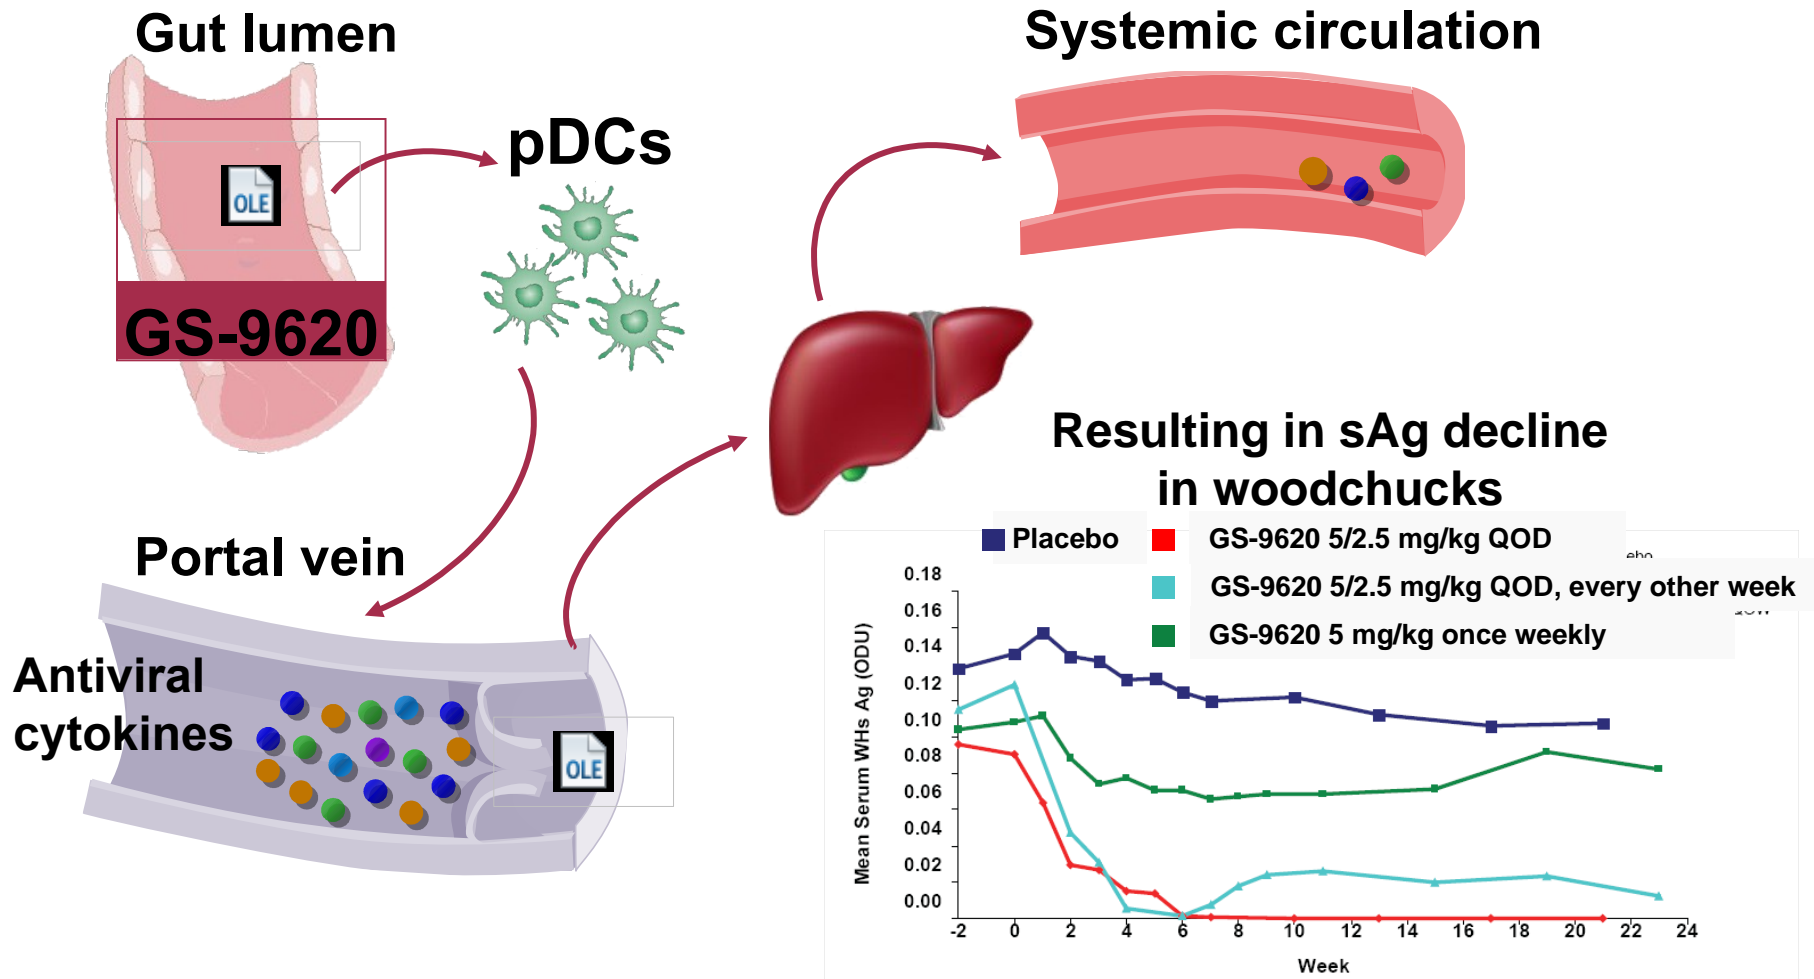 Gut lumen
Systemic circulation
pDCs
OLE
GS-9620
Resulting in sAg decline
in woodchucks
Portal vein
Antiviral
cytokines
OLE
Placebo
GS-9620 5/2.5 mg/kg QOD
GS-9620 5/2.5 mg/kg QOD, every other week
GS-9620 5 mg/kg once weekly
Mean Serum WHs Ag (ODU)
0.18
0.16
0.14
0.12
0.10
0.08
0.06
0.04
0.02
0.00
-2 0 2 4 6 8 10 12 14 16 18 20 22 24
Week